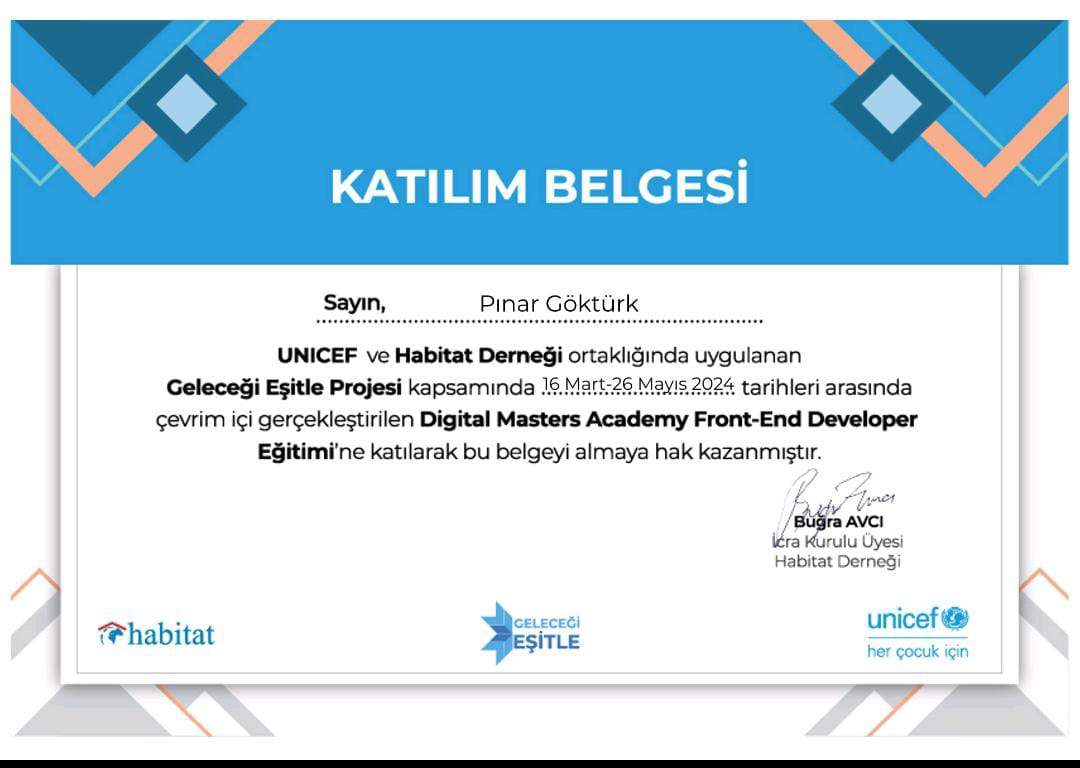 KATILIM BELGESİ
Sayın, Pınar Göktürk
UNICEF ve Habitat Derneği ortaklığında uygulanan
Geleceği Eşitle Projesi kapsamında 16 Mart-26 Mayıs 2024 tarihleri arasında
çevrim içi gerçekleştirilen Digital Masters Academy Front-End Developer
Eğitimi'ne katılarak bu belgeyi almaya hak kazanmıştır.
Buğra AVCI
İcra Kurulu Üyesi
Habitat Derneği
habitat
GELECEĞİ
EŞİTLE
unicef
her çocuk için